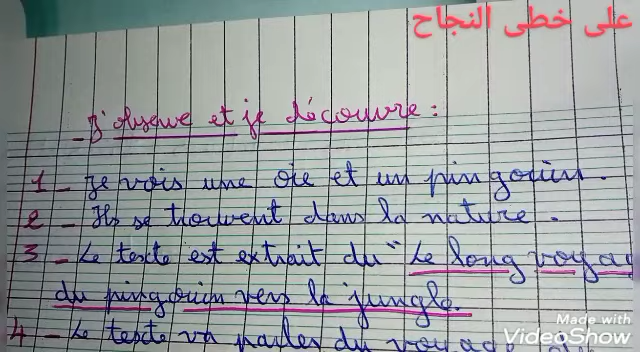 على خطى النجاح
- J'observe et je découvre :
1 - Je vois une oie et un pingouin.
2 - Ils se trouvent dans la nature.
3 - Le texte est extrait du "Le long voyag
du pingouin vers la jungle.
4 - Le texte va parler du voyage
Made with
VideoShow